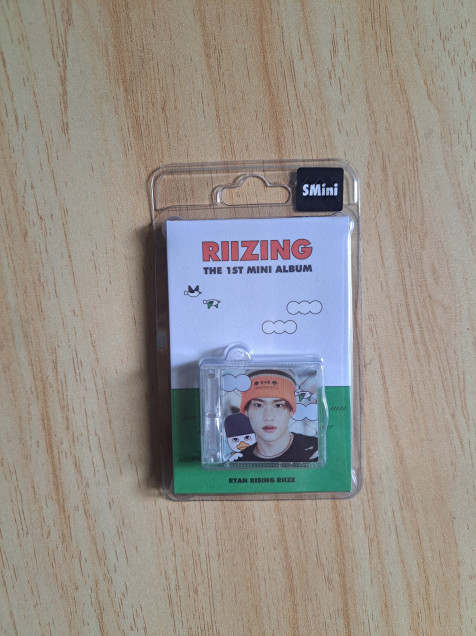 SMini
RIIZING
THE 1ST MINI ALBUM
RYAN RISING RIIZE